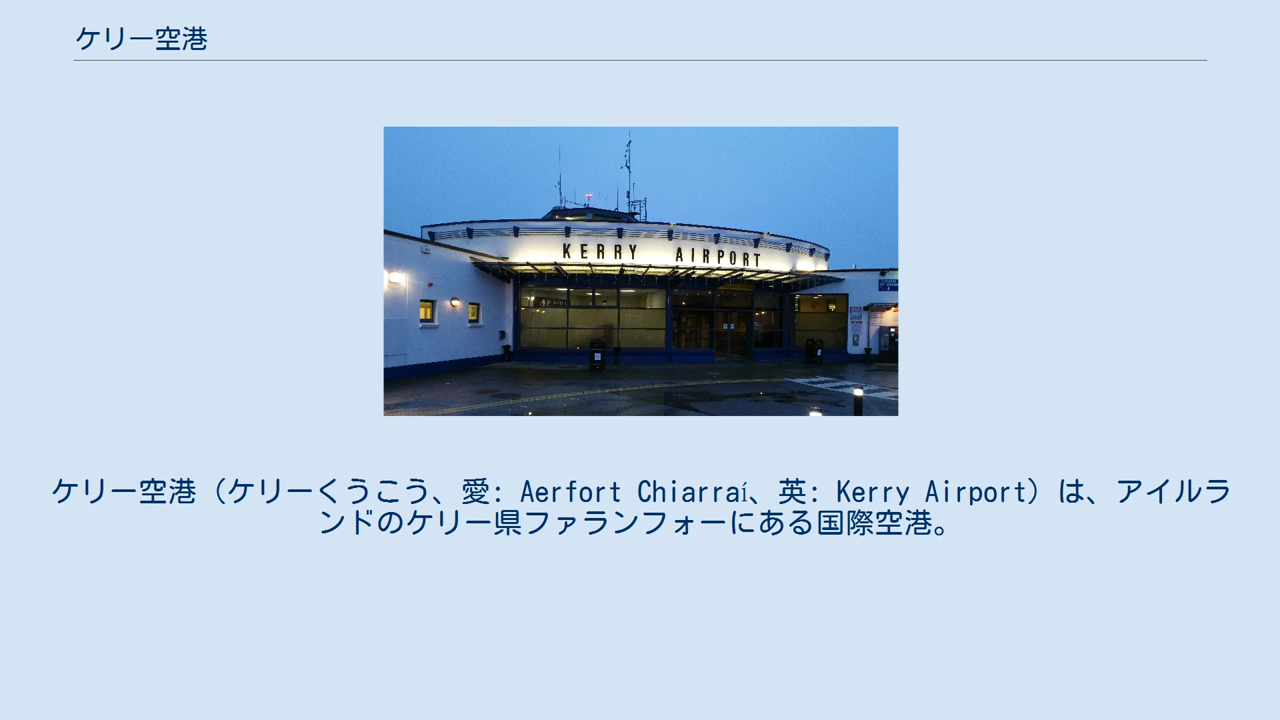 ケリー空港
KERRY AIRPORT
ケリー空港（ケリーくうこう、愛: Aerfort Chiarraí、英: Kerry Airport）は、アイルラ
ンドのケリー県ファランフォーにある国際空港。